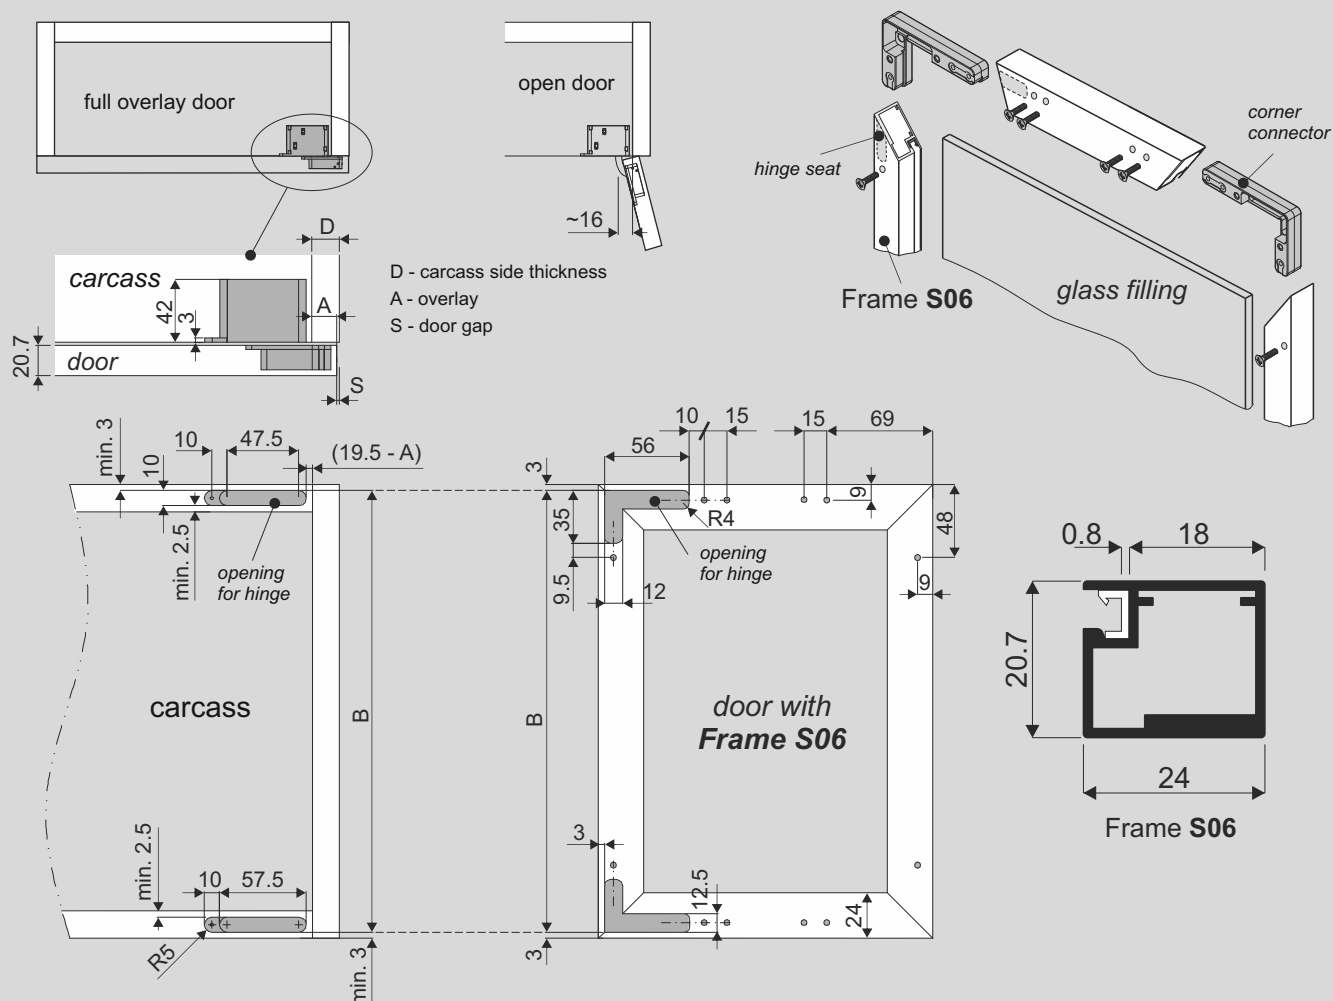 full overlay door
open door
~16
hinge seat
corner
connector
Frame S06
glass filling
D
carcass
A
42
3
20.7
door
S
D - carcass side thickness
A - overlay
S - door gap
min. 3
10
10
47.5
(19.5 - A)
min. 2.5
opening
for hinge
carcass
B
min. 2.5
10
57.5
R5
min. 3
3
56
10
15
15
69
35
R4
9
48
9.5
12
opening
for hinge
9
B
door with
Frame S06
3
12.5
24
3
0.8
18
20.7
24
Frame S06